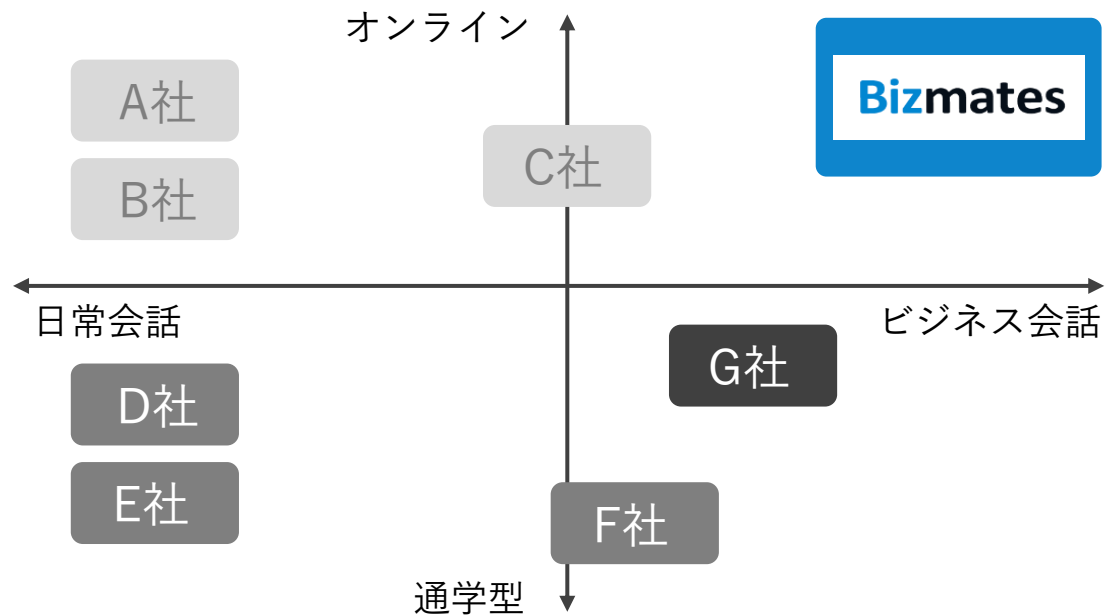 オンライン
Bizmates
A社
C社
B社
日常会話
ビジネス会話
G社
D社
E社
F社
通学型